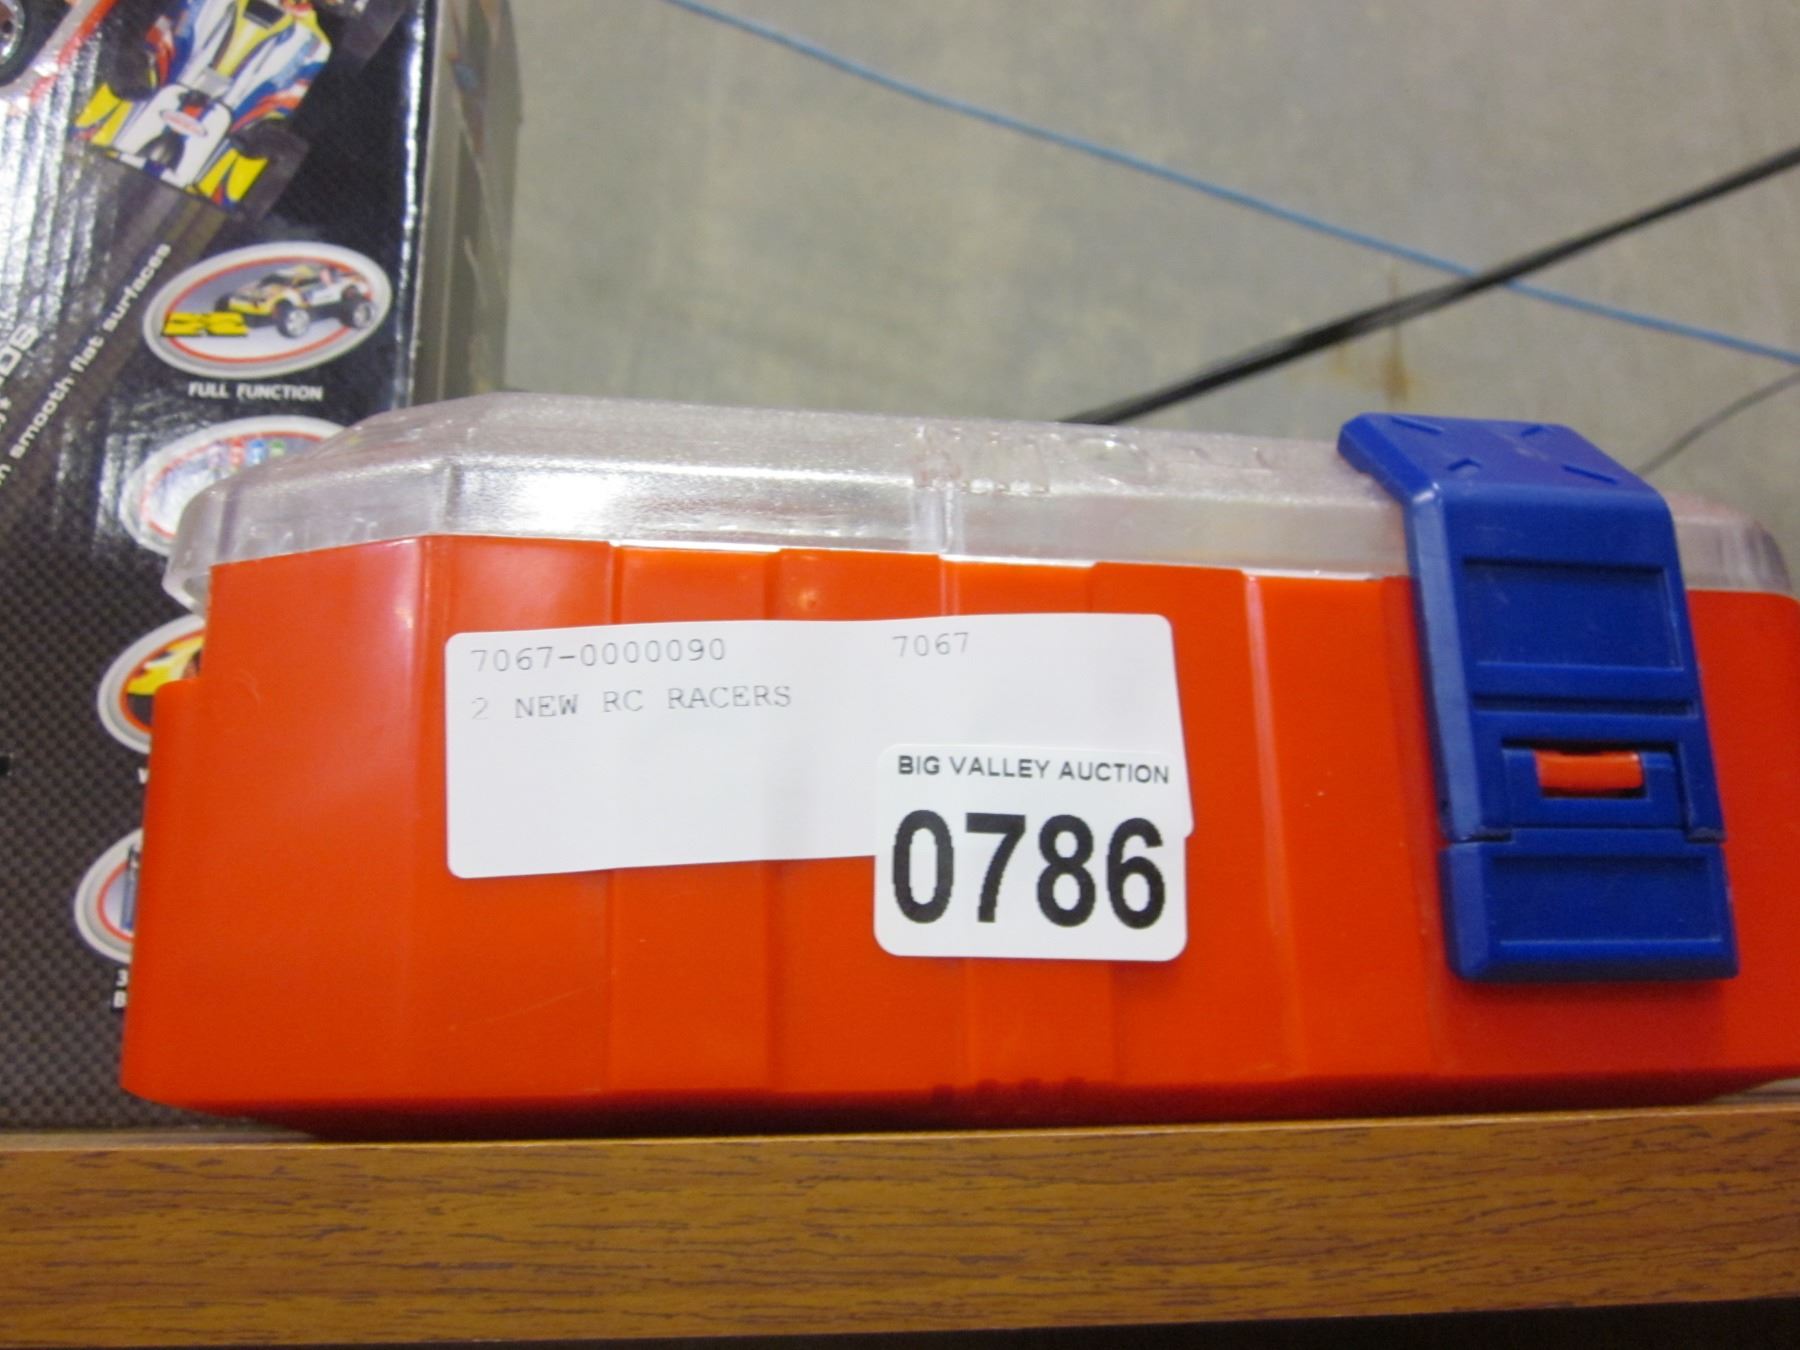 n smooth flat surfaces
FULL FUNCTION
7067-0000090 7067
2 NEW RC RACERS
BIG VALLEY AUCTION
0786